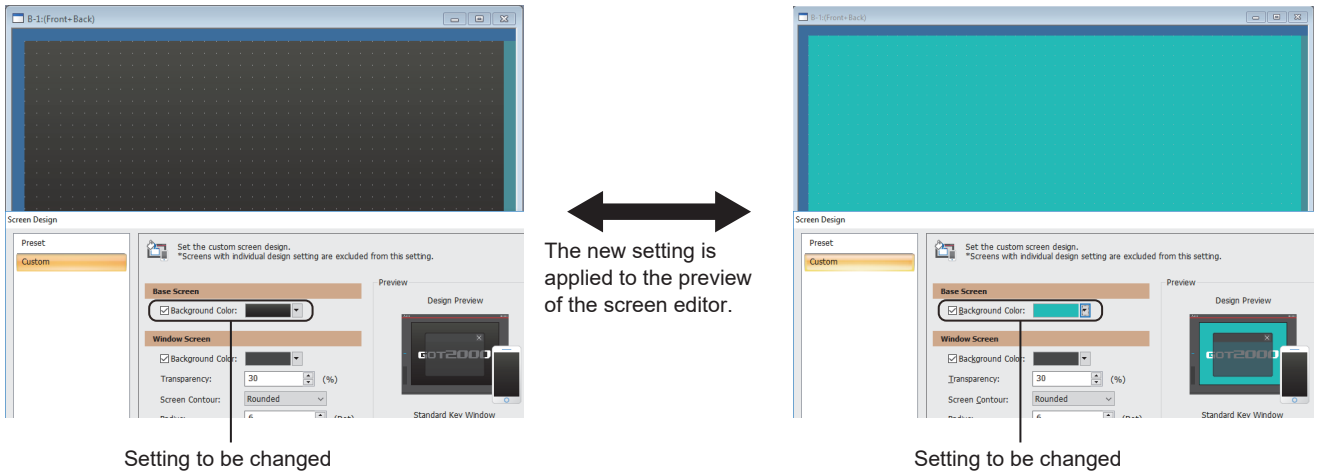 B-1:(Front+Back)
Screen Design
Preset
Custom
Set the custom screen design.
*Screens with individual design setting are excluded from this setting.
Base Screen
Background Color:
Window Screen
Background Color:
Transparency:
30
(%)
Screen Contour:
Rounded
Preview
Design Preview
GOT2000
Standard Key Window
Setting to be changed
The new setting is
applied to the preview
of the screen editor.
B-1:(Front+Back)
Screen Design
Preset
Custom
Set the custom screen design.
*Screens with individual design setting are excluded from this setting.
Base Screen
Background Color:
Window Screen
Background Color:
Transparency:
30
(%)
Screen Contour:
Rounded
Preview
Design Preview
GOT2000
Standard Key Window
Setting to be changed